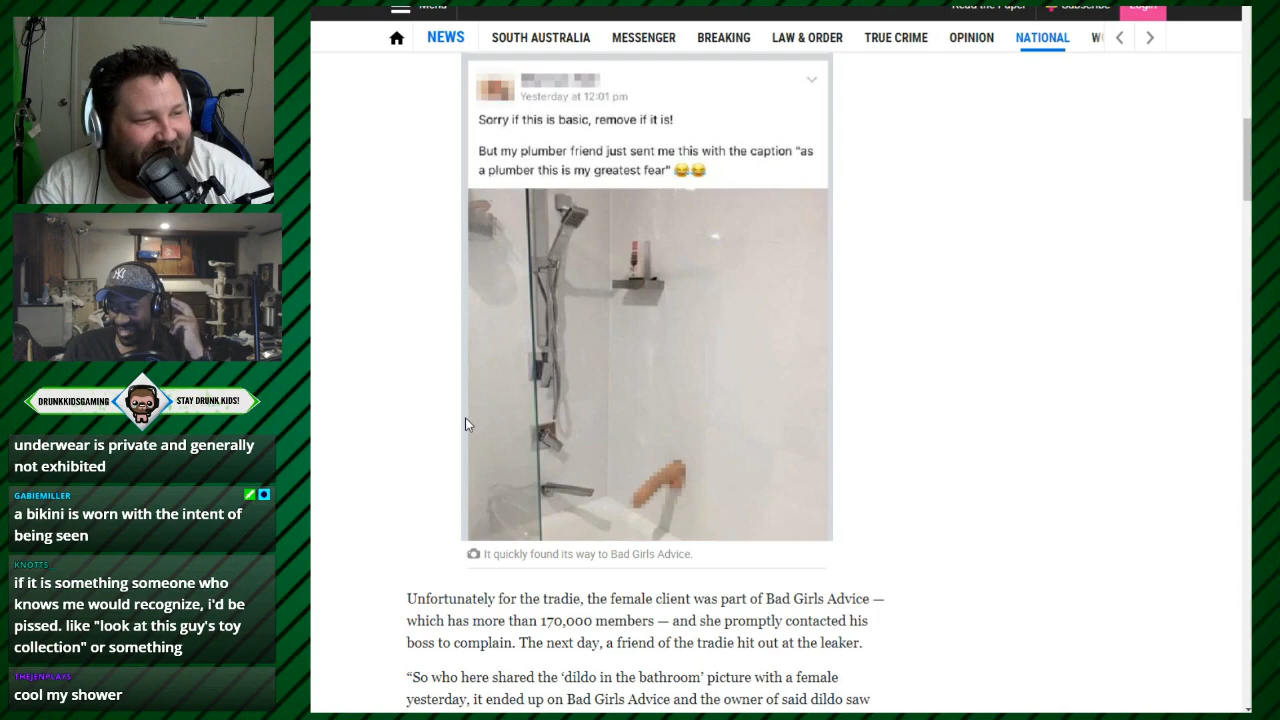 Menu
Read the Paper
Subscribe
Login
NEWS
SOUTH AUSTRALIA
MESSENGER
BREAKING
LAW & ORDER
TRUE CRIME
OPINION
NATIONAL
Yesterday at 12:01 pm
Sorry if this is basic, remove if it is!
But my plumber friend just sent me this with the caption "as
a plumber this is my greatest fear" 😂😂
It quickly found its way to Bad Girls Advice.
Unfortunately for the tradie, the female client was part of Bad Girls Advice —
which has more than 170,000 members — and she promptly contacted his
boss to complain. The next day, a friend of the tradie hit out at the leaker.
“So who here shared the ‘dildo in the bathroom’ picture with a female
yesterday, it ended up on Bad Girls Advice and the owner of said dildo saw
NY
DRUNKKIDSGAMING
STAY DRUNK KIDS!
underwear is private and generally
not exhibited
GABIEMILLER
a bikini is worn with the intent of
being seen
KNOTTS
if it is something someone who
knows me would recognize, i'd be
pissed. like "look at this guy's toy
collection" or something
THEJENPLAYS
cool my shower